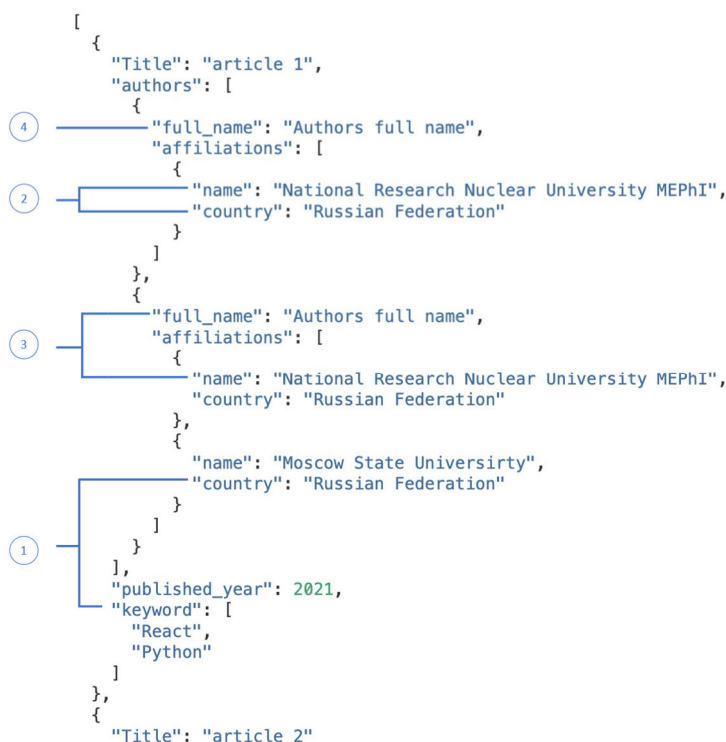 [
{
"Title": "article 1",
"authors": [
{
4
"full_name": "Authors full name",
"affiliations": [
{
2
"name": "National Research Nuclear University MEPhI",
"country": "Russian Federation"
}
]
},
{
"full_name": "Authors full name",
3
"affiliations": [
{
"name": "National Research Nuclear University MEPhI",
"country": "Russian Federation"
},
{
"name": "Moscow State Universirty",
"country": "Russian Federation"
}
]
1
}
],
"published_year": 2021,
"keyword": [
"React",
"Python"
]
},
{
"Title": "article 2"